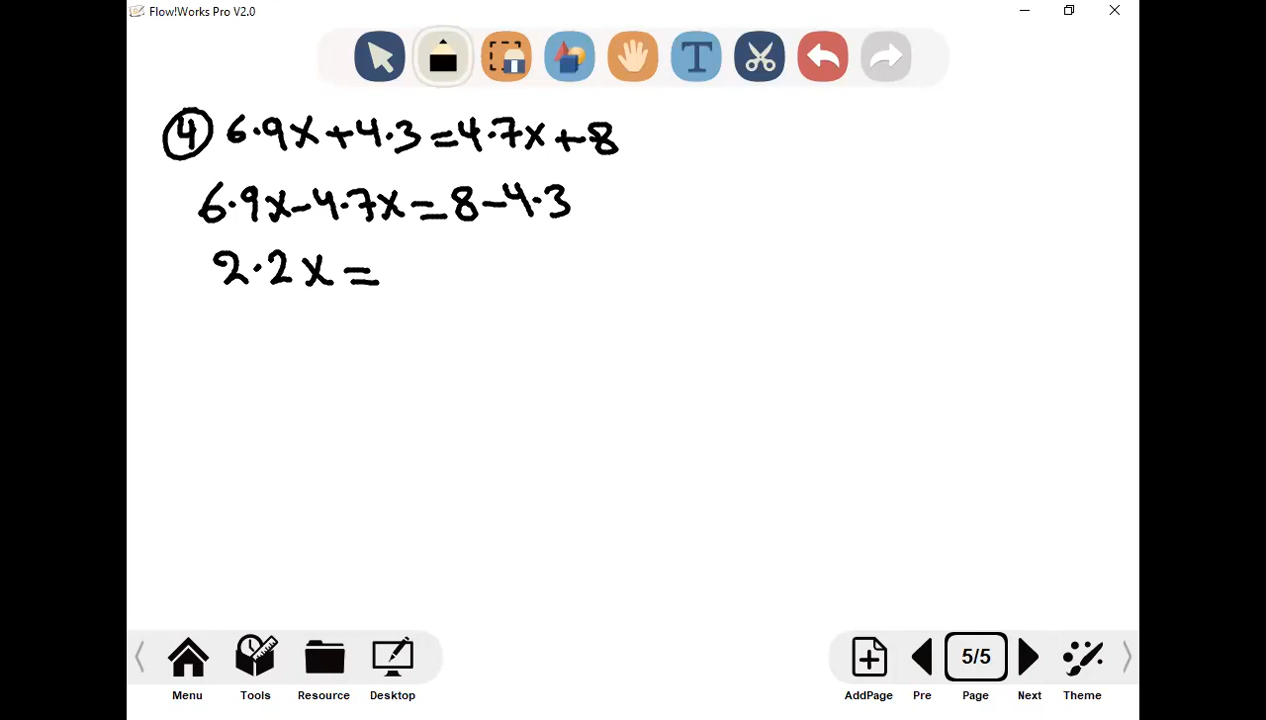 Flow!Works Pro V2.0
T
④ 6·9x+4·3=4·7x+8
6·9x-4·7x=8-4·3
2·2x=
5/5
Menu Tools Resource Desktop AddPage Pre Page Next Theme